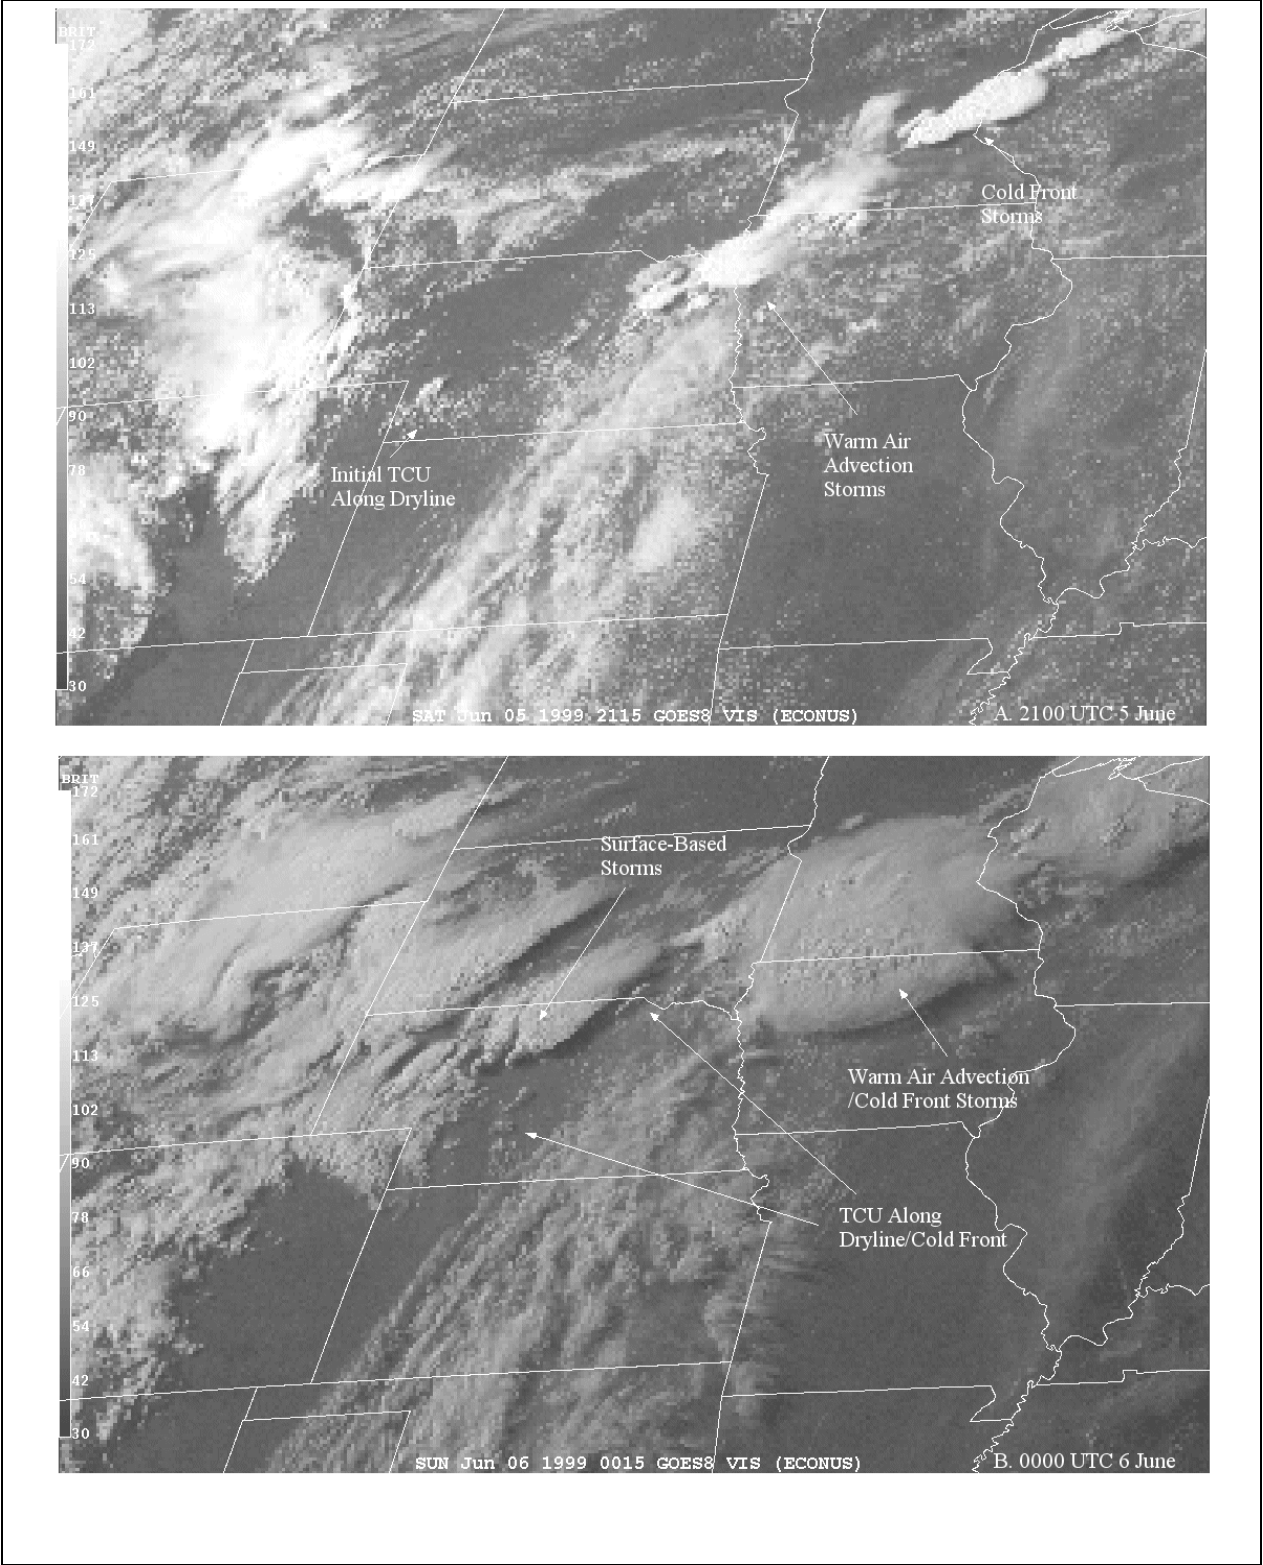 BRIT
172
161
149
137
125
113
102
90
78
54
42
30
Cold Front
Storms
Warm Air
Advection
Storms
Initial TCU
Along Dryline
SAT Jun 05 1999 2115 GOES8 VIS (ECONUS)
A. 2100 UTC 5 June
BRIT
172
161
149
137
125
113
102
90
78
66
54
42
30
Surface-Based
Storms
Warm Air Advection
/Cold Front Storms
TCU Along
Dryline/Cold Front
SUN Jun 06 1999 0015 GOES8 VIS (ECONUS)
B. 0000 UTC 6 June